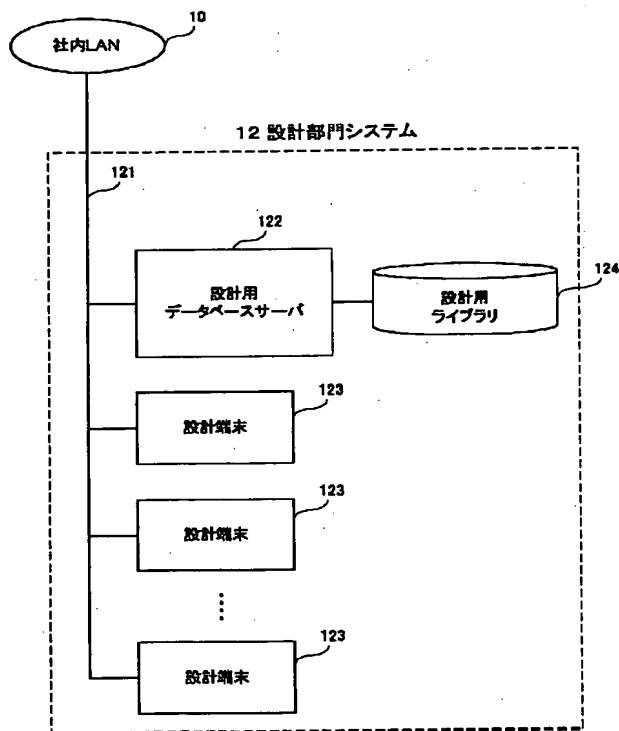 10
社内LAN
12 設計部門システム
121
122
設計用
データベースサーバ
124
設計用
ライブラリ
123
設計端末
123
設計端末
123
設計端末